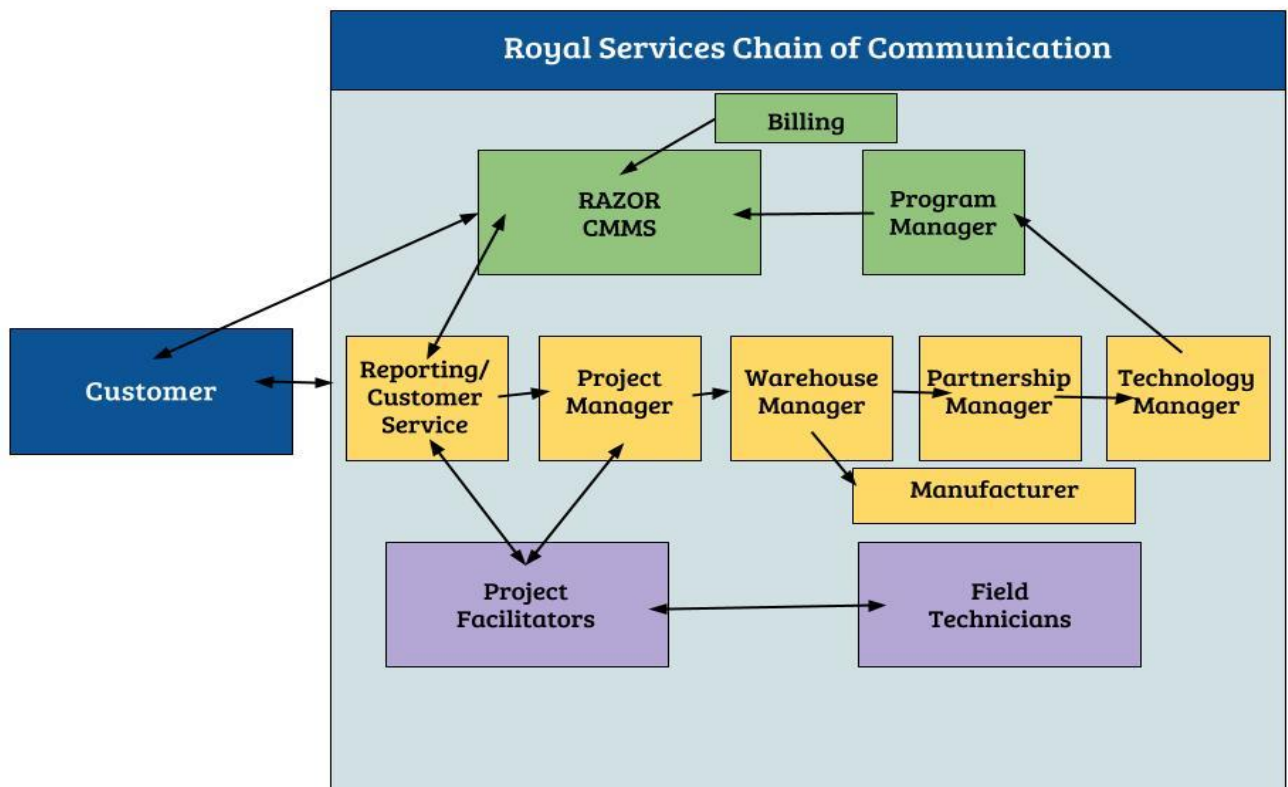 Royal Services Chain of Communication
Billing
RAZOR
CMMS
Program
Manager
Customer
Reporting/
Customer
Service
Project
Manager
Warehouse
Manager
Partnership
Manager
Technology
Manager
Manufacturer
Project
Facilitators
Field
Technicians